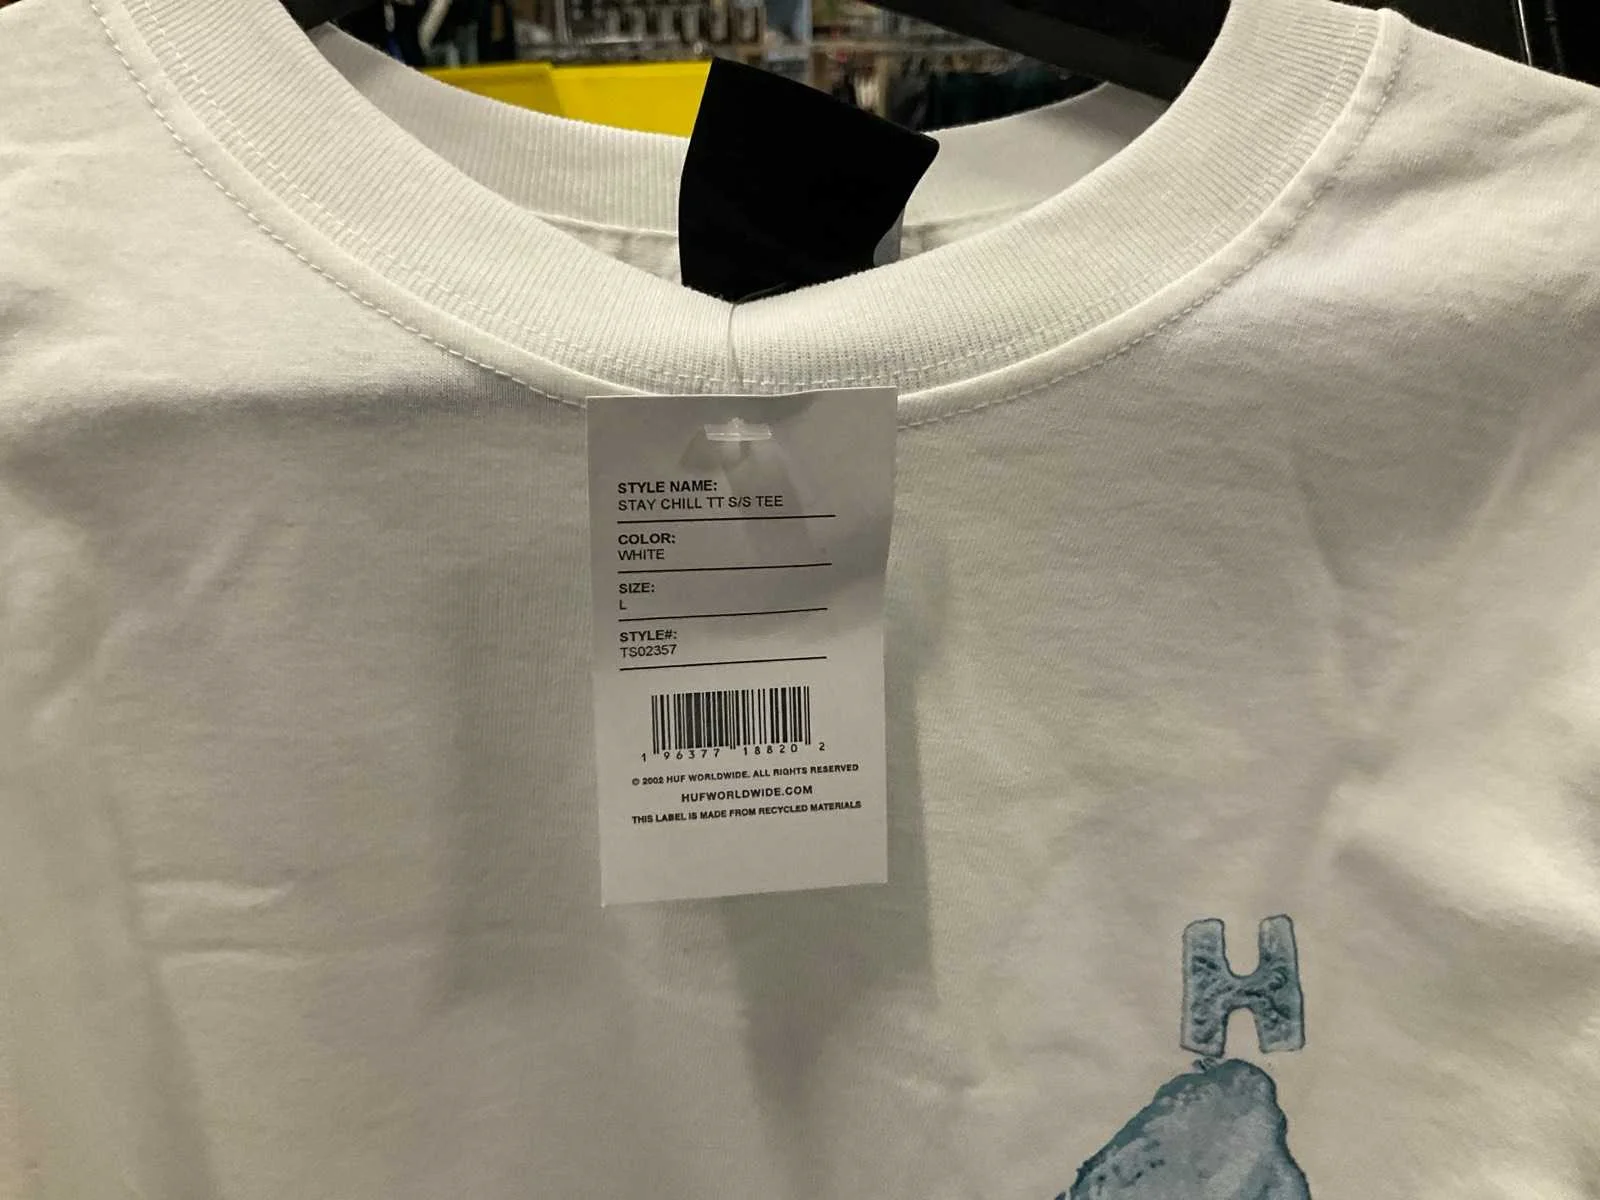 STYLE NAME:
STAY CHILL TT S/S TEE
COLOR:
WHITE
SIZE:
L
STYLE#:
TS02357
1 96377 18820 2
© 2002 HUF WORLDWIDE. ALL RIGHTS RESERVED
HUFWORLDWIDE.COM
THIS LABEL IS MADE FROM RECYCLED MATERIALS
H